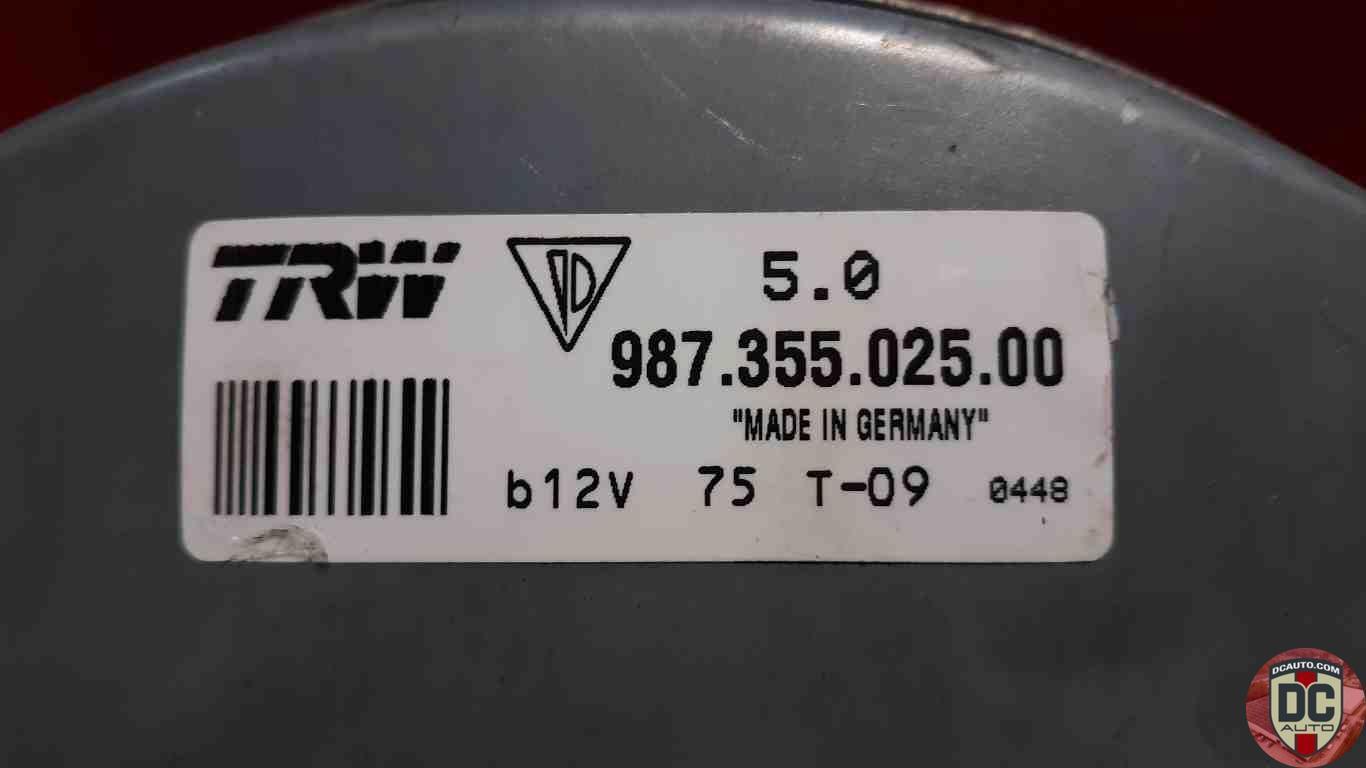 TRW
5.0
987.355.025.00
"MADE IN GERMANY"
b12V 75 T-09 0448
DCAUTO.COM
DC
AUTO